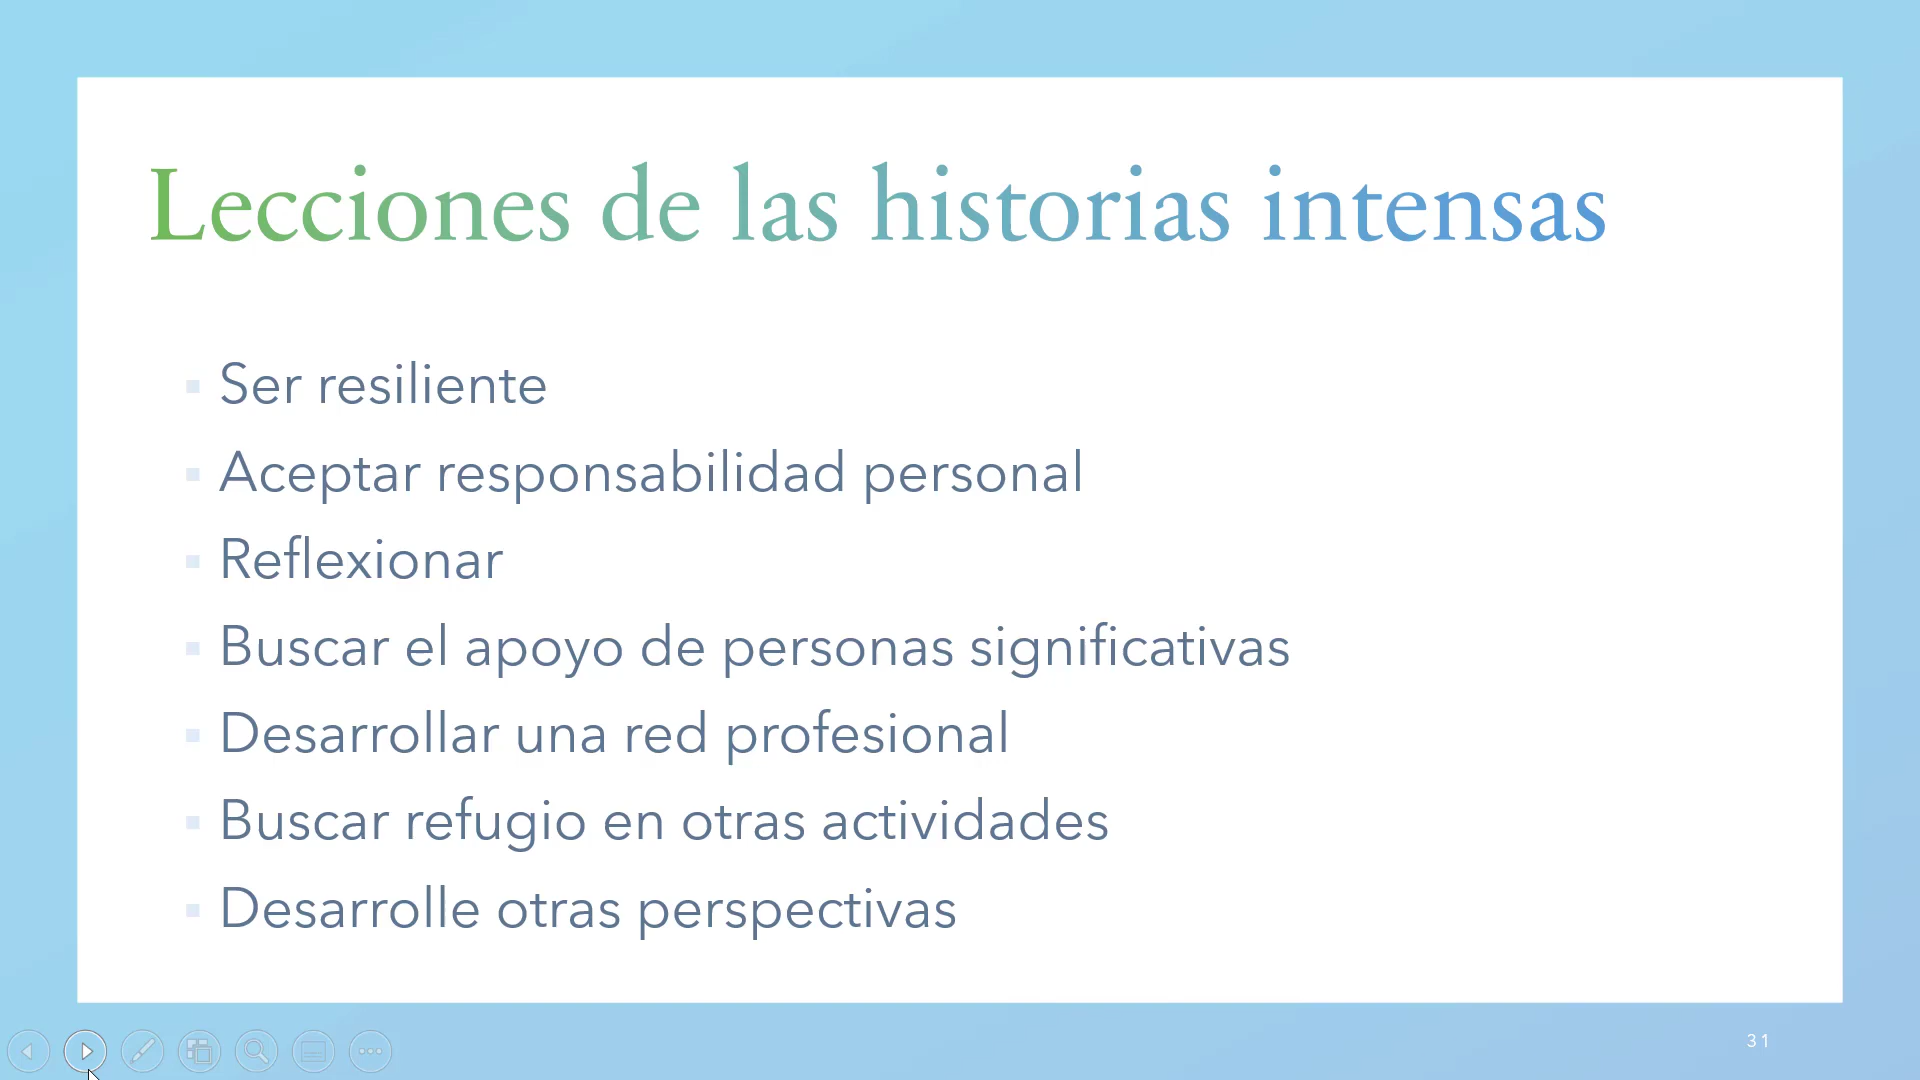 Lecciones de las historias intensas
Ser resiliente
Aceptar responsabilidad personal
Reflexionar
Buscar el apoyo de personas significativas
Desarrollar una red profesional
Buscar refugio en otras actividades
Desarrolle otras perspectivas
31